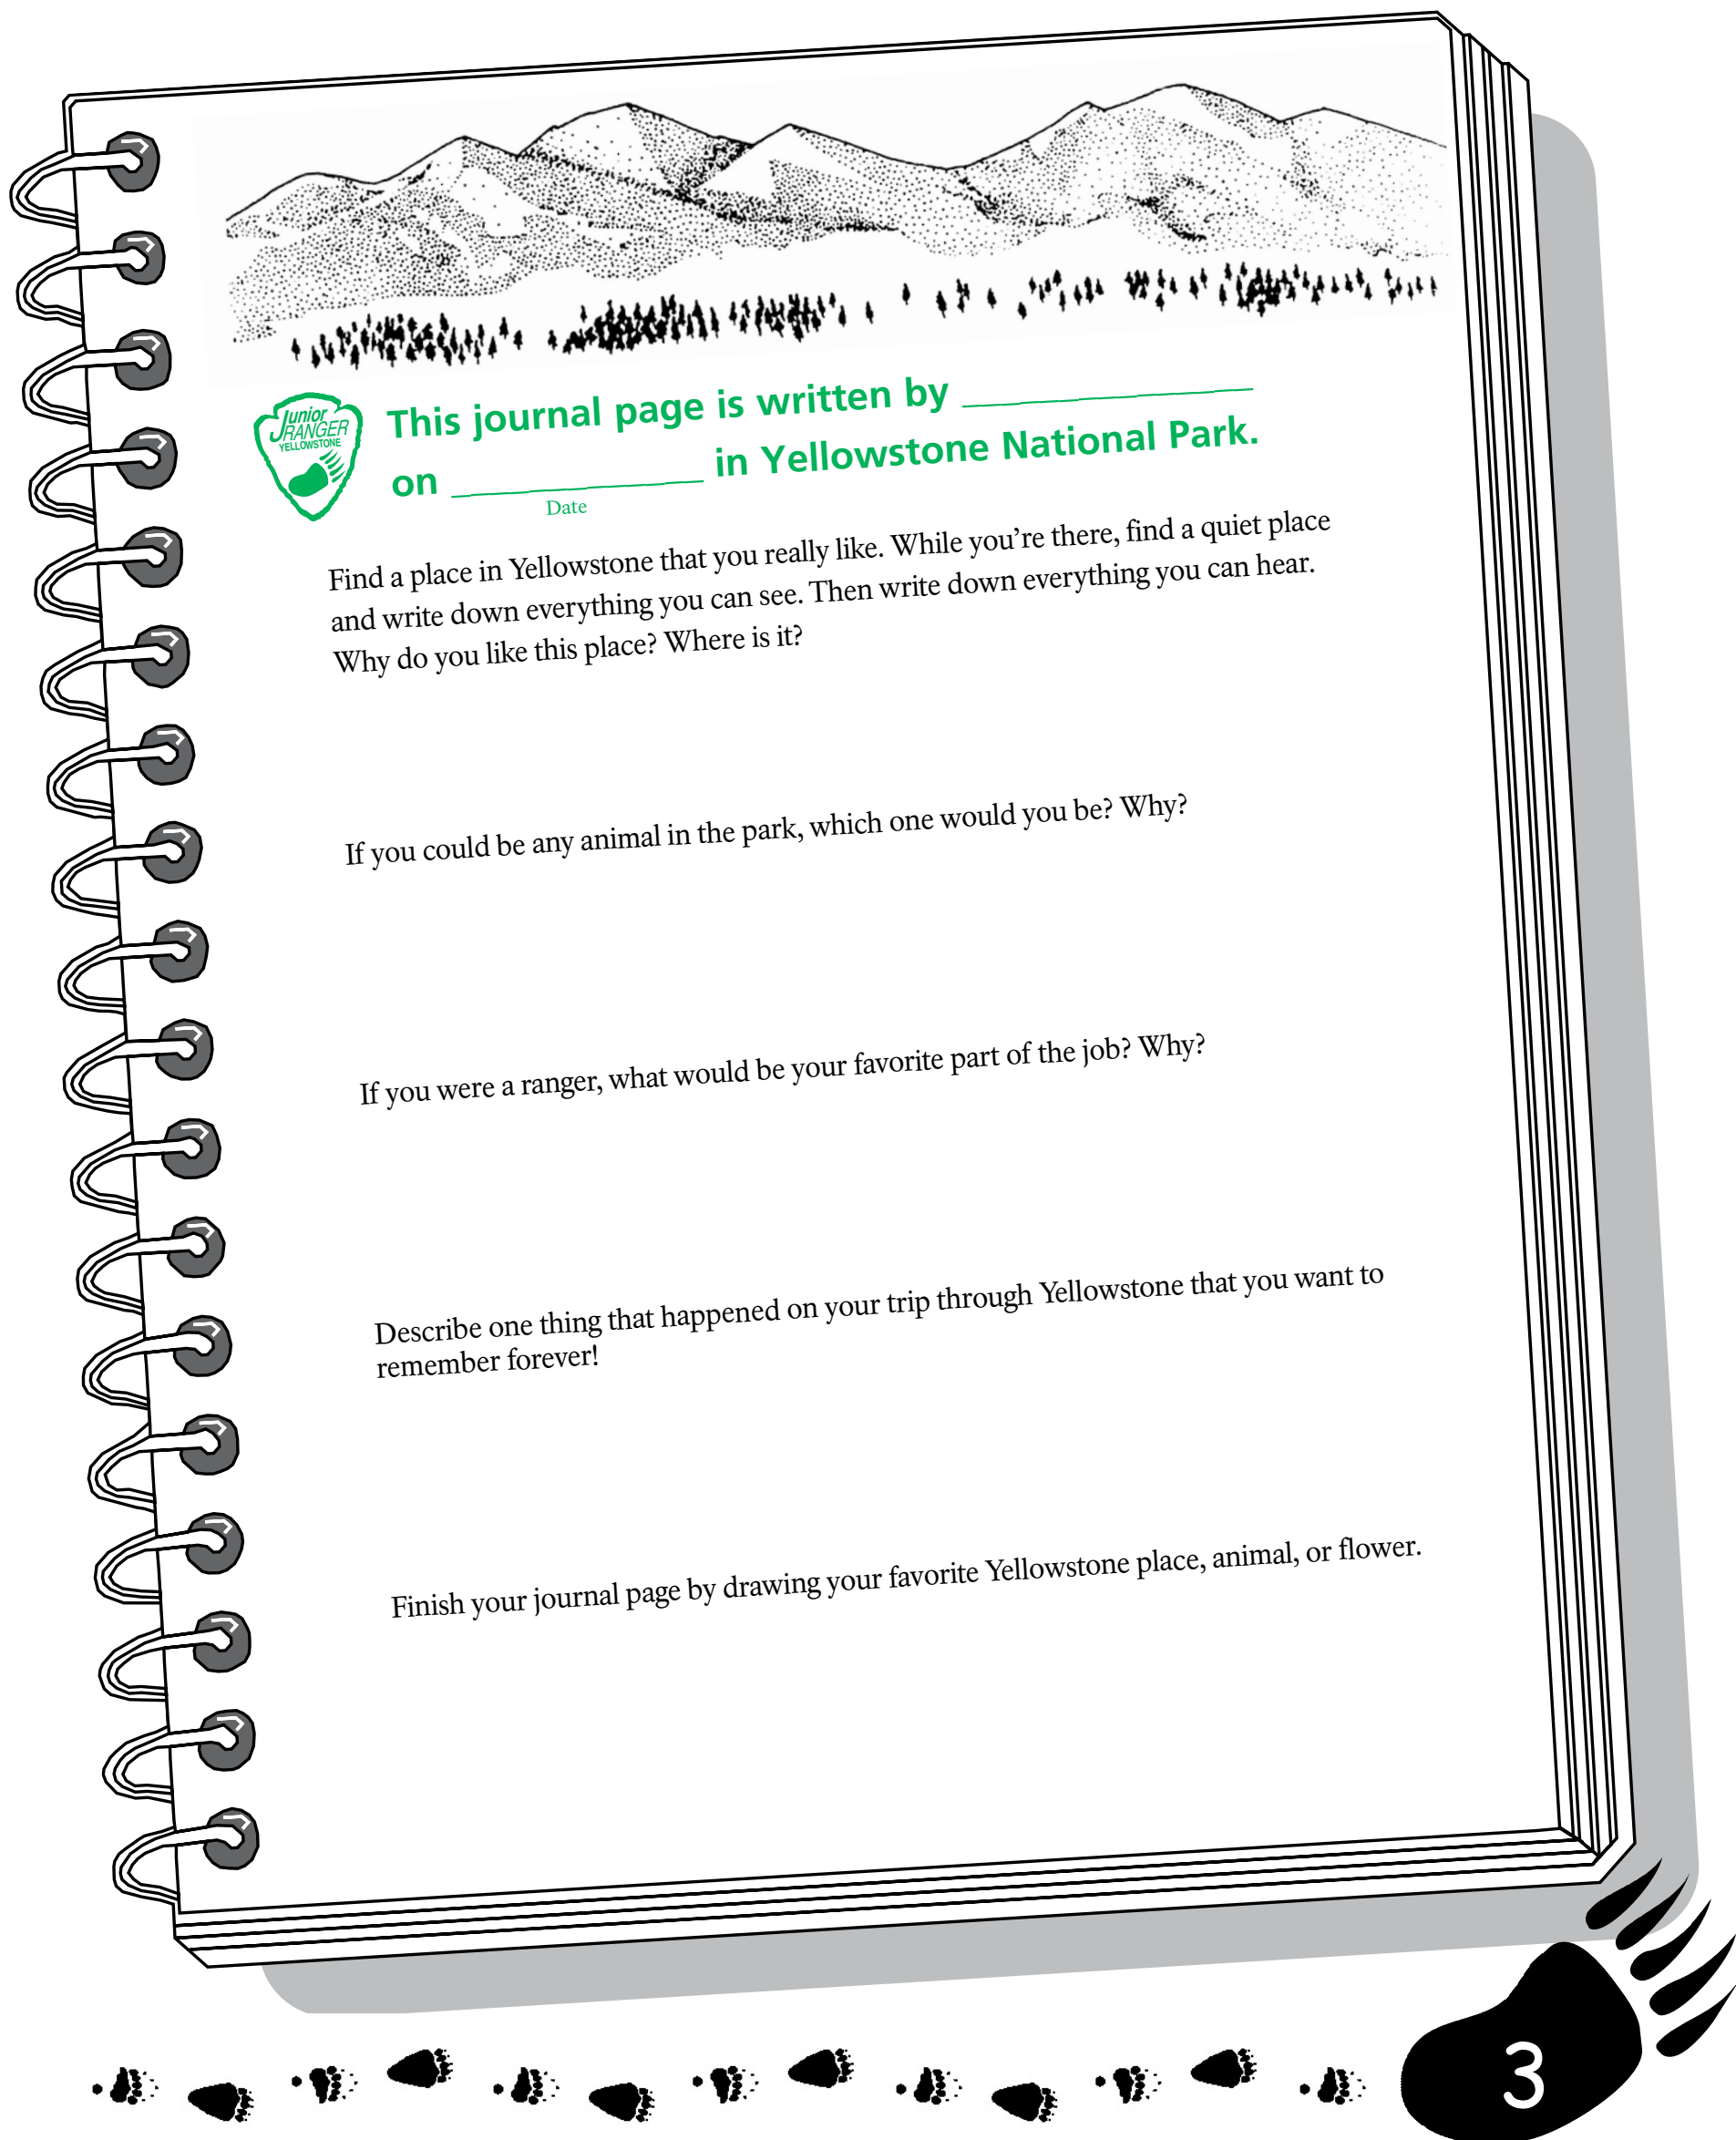 Junior
RANGER
YELLOWSTONE
This journal page is written by _______________
on _____________ in Yellowstone National Park.
Date
Find a place in Yellowstone that you really like. While you’re there, find a quiet place
and write down everything you can see. Then write down everything you can hear.
Why do you like this place? Where is it?
If you could be any animal in the park, which one would you be? Why?
If you were a ranger, what would be your favorite part of the job? Why?
Describe one thing that happened on your trip through Yellowstone that you want to
remember forever!
Finish your journal page by drawing your favorite Yellowstone place, animal, or flower.
3